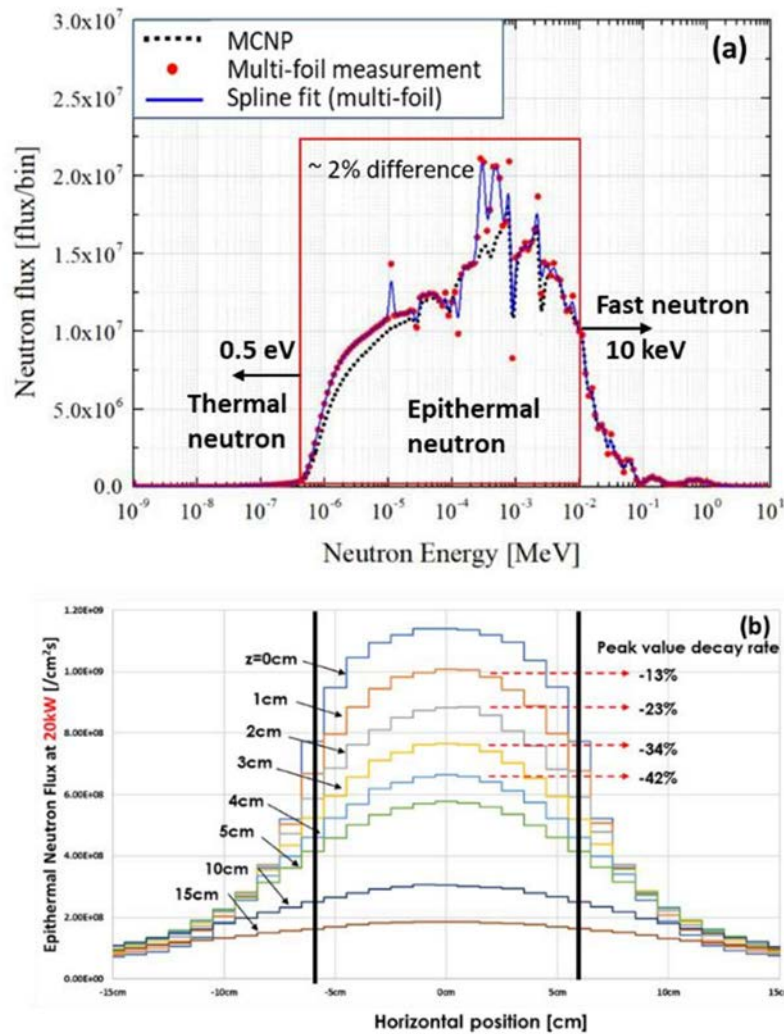 (a)
MCNP
Multi-foil measurement
Spline fit (multi-foil)
~ 2% difference
0.5 eV
Thermal
neutron
Epithermal
neutron
Fast neutron
10 keV
Neutron flux [flux/bin]
3.0x10⁷
2.5x10⁷
2.0x10⁷
1.5x10⁷
1.0x10⁷
5.0x10⁶
0.0
10⁻⁹ 10⁻⁸ 10⁻⁷ 10⁻⁶ 10⁻⁵ 10⁻⁴ 10⁻³ 10⁻² 10⁻¹ 10⁰ 10¹
Neutron Energy [MeV]
(b)
Peak value decay rate
-13%
-23%
-34%
-42%
z=0cm
1cm
2cm
3cm
4cm
5cm
10cm
15cm
Epithermal Neutron Flux at 20kW [/cm²s]
1.20E+09
1.00E+09
8.00E+08
6.00E+08
4.00E+08
2.00E+08
0.00E+00
-15cm -10cm -5cm 0cm 5cm 10cm 15cm
Horizontal position [cm]